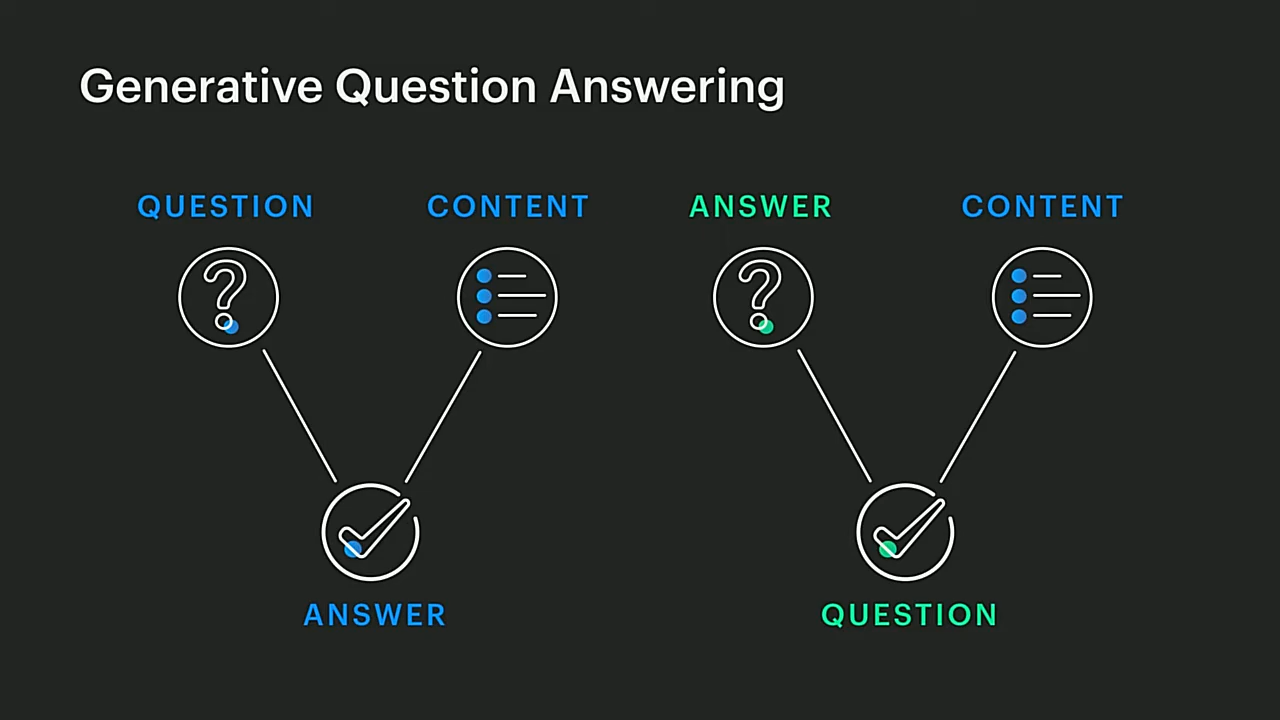 Generative Question Answering
QUESTION
CONTENT
ANSWER
CONTENT
ANSWER
QUESTION